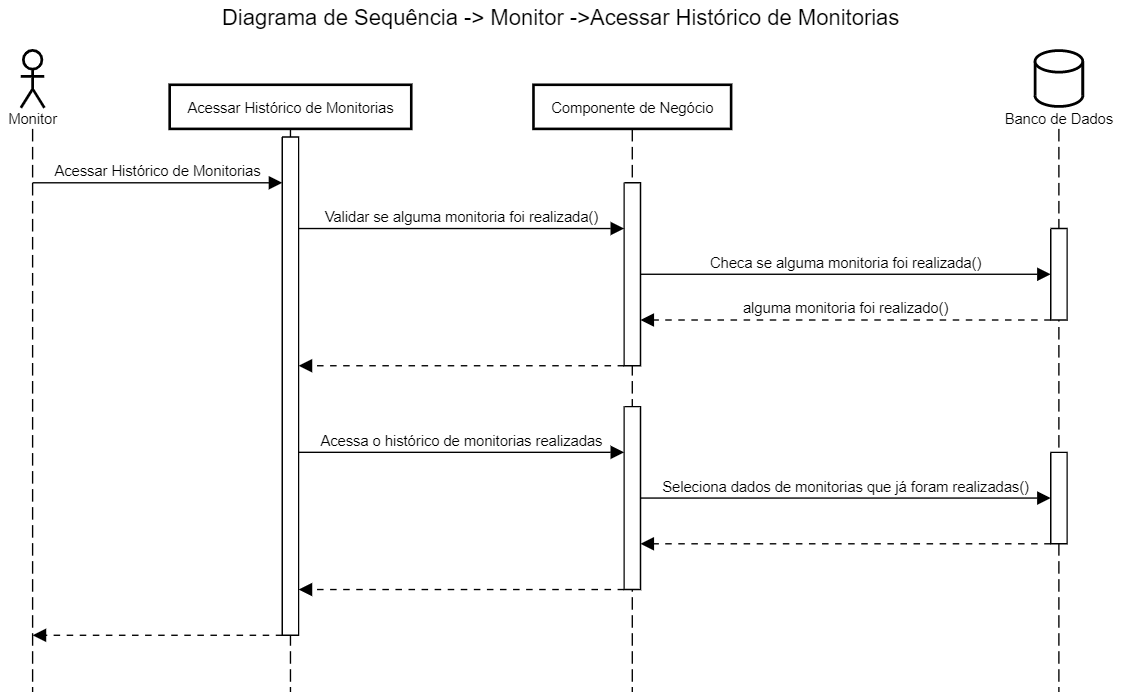 Diagrama de Sequência -> Monitor ->Acessar Histórico de Monitorias
Monitor
Acessar Histórico de Monitorias
Componente de Negócio
Banco de Dados
Acessar Histórico de Monitorias
Validar se alguma monitoria foi realizada()
Checa se alguma monitoria foi realizada()
alguma monitoria foi realizado()
Acessa o histórico de monitorias realizadas
Seleciona dados de monitorias que já foram realizadas()